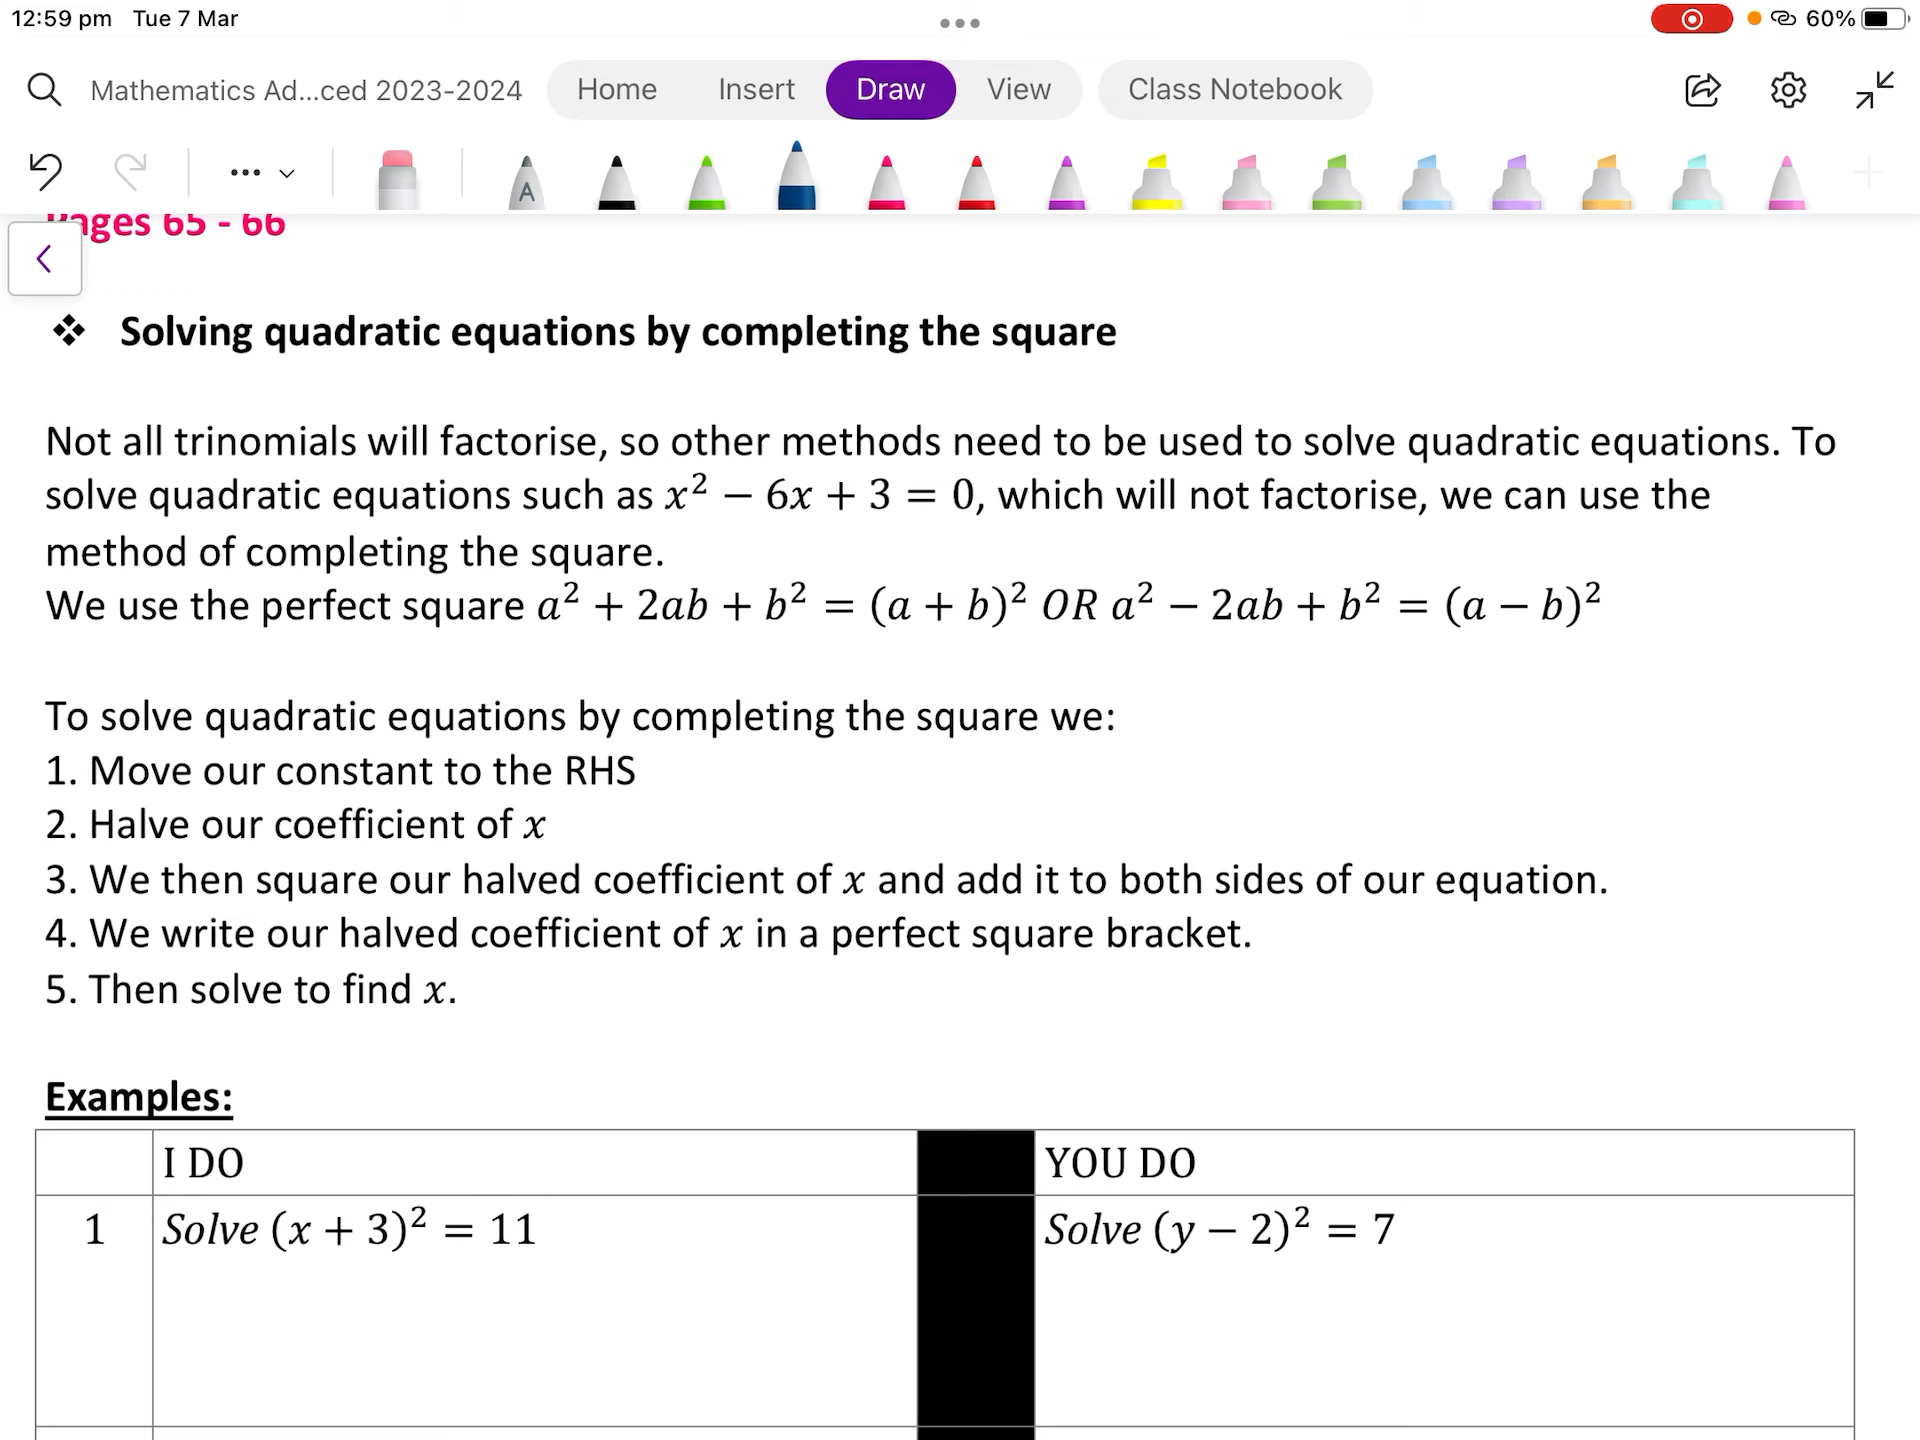 12:59 pm Tue 7 Mar
60%
Mathematics Ad...ced 2023-2024 Home Insert Draw View Class Notebook
A
Pages 65 - 66
❖ Solving quadratic equations by completing the square
Not all trinomials will factorise, so other methods need to be used to solve quadratic equations. To
solve quadratic equations such as x² − 6x + 3 = 0, which will not factorise, we can use the
method of completing the square.
We use the perfect square a² + 2ab + b² = (a + b)² OR a² − 2ab + b² = (a − b)²
To solve quadratic equations by completing the square we:
1. Move our constant to the RHS
2. Halve our coefficient of x
3. We then square our halved coefficient of x and add it to both sides of our equation.
4. We write our halved coefficient of x in a perfect square bracket.
5. Then solve to find x.
Examples:
I DO YOU DO
1 Solve (x + 3)² = 11 Solve (y − 2)² = 7